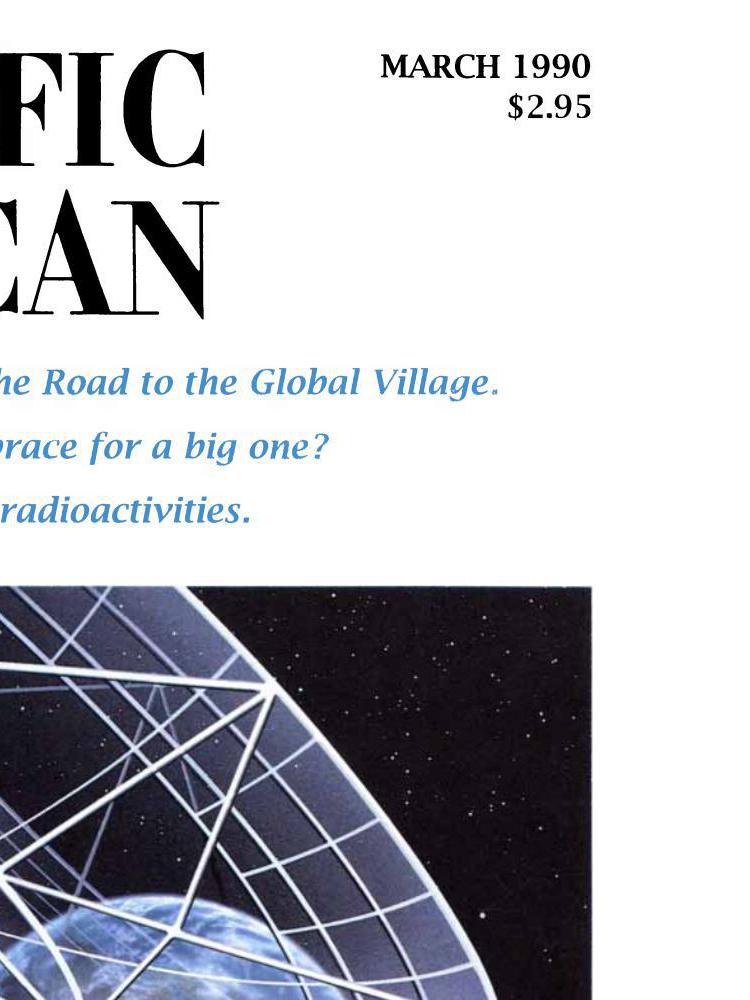 FIC
MARCH 1990
$2.95
CAN
he Road to the Global Village.
brace for a big one?
radioactivities.